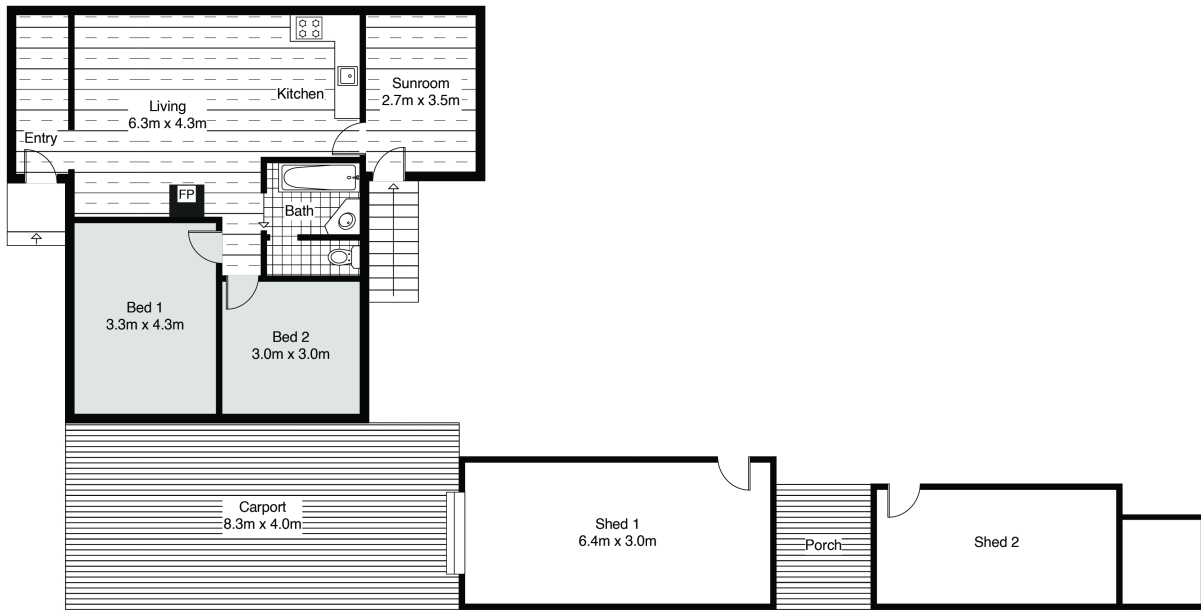 Kitchen
Sunroom
2.7m x 3.5m
Living
6.3m x 4.3m
Entry
FP
Bath
Bed 1
3.3m x 4.3m
Bed 2
3.0m x 3.0m
Carport
8.3m x 4.0m
Shed 1
6.4m x 3.0m
Porch
Shed 2